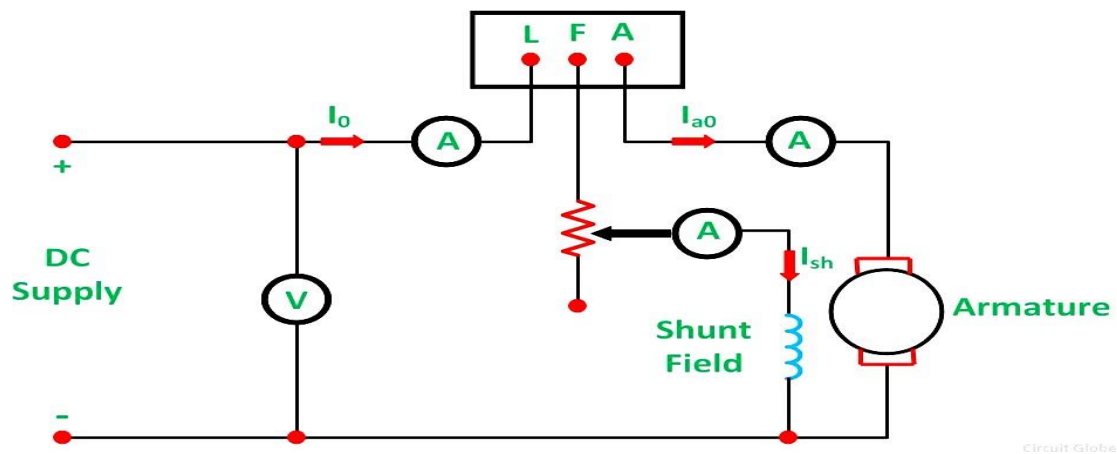 L F A
I0
A
Ia0
A
+
A
DC
Supply
Ish
V
Armature
Shunt
Field
-
Circuit Globe